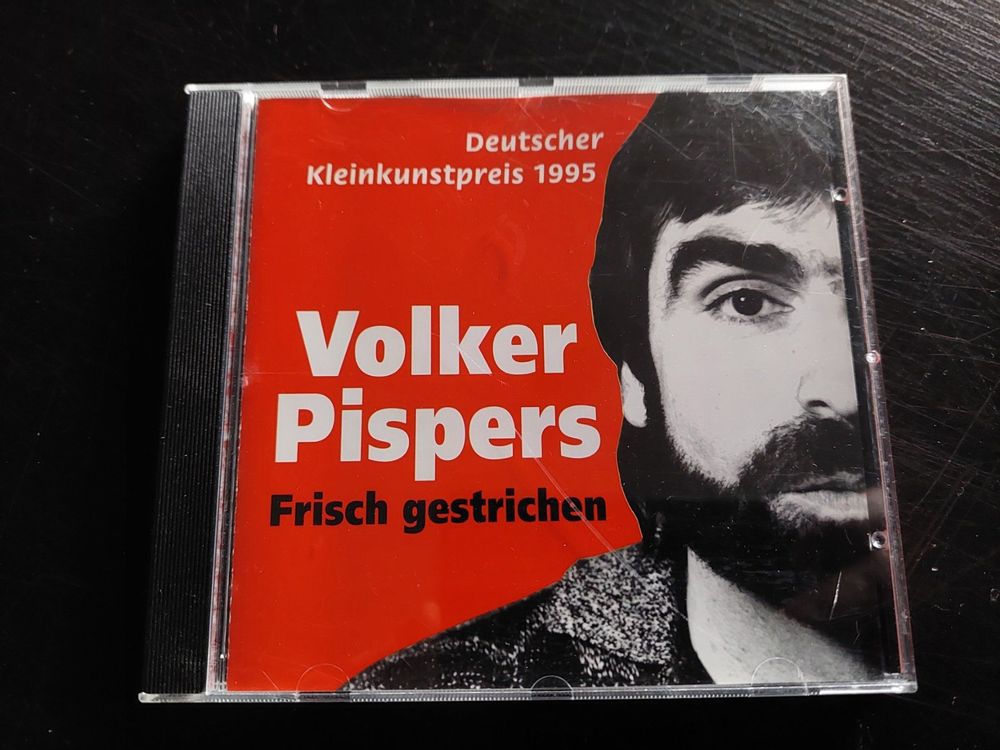 Deutscher
Kleinkunstpreis 1995
Volker
Pispers
Frisch gestrichen